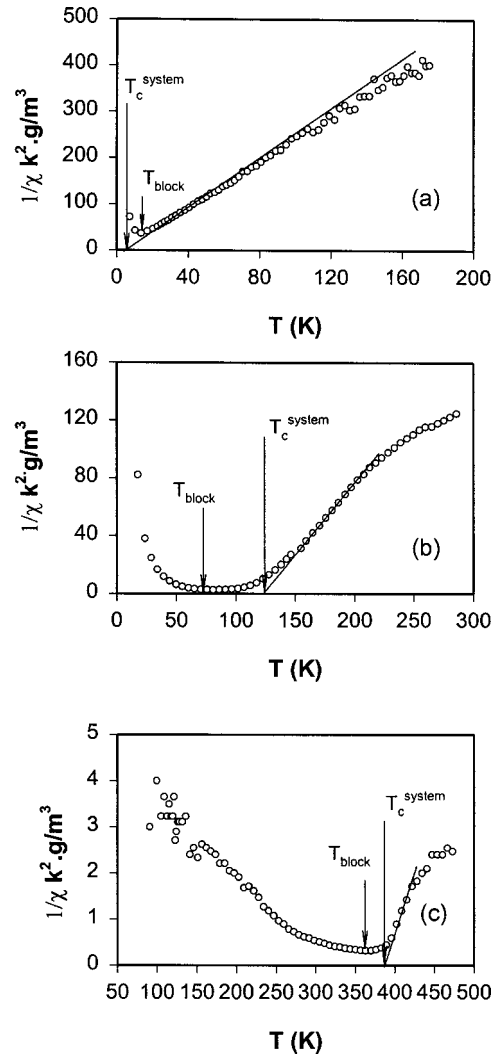 500
400
300
200
100
0
1/χ k².g/m³
T_c^system
T_block
(a)
0 40 80 120 160 200
T (K)
160
120
80
40
0
1/χ k².g/m³
T_c^system
T_block
(b)
0 50 100 150 200 250 300
T (K)
5
4
3
2
1
0
1/χ k².g/m³
T_c^system
T_block
(c)
50 100 150 200 250 300 350 400 450 500
T (K)